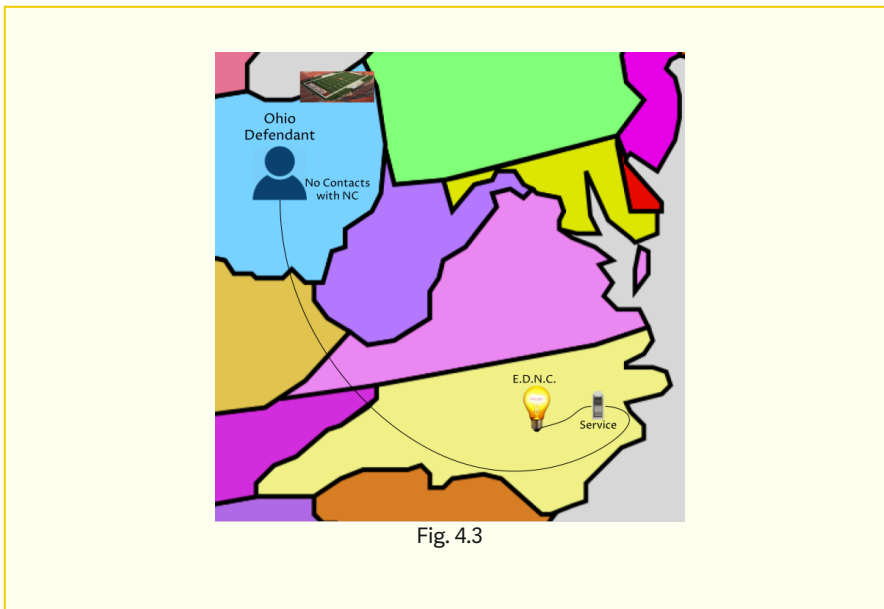 Ohio
Defendant
No Contacts
with NC
E.D.N.C.
Service
Fig. 4.3